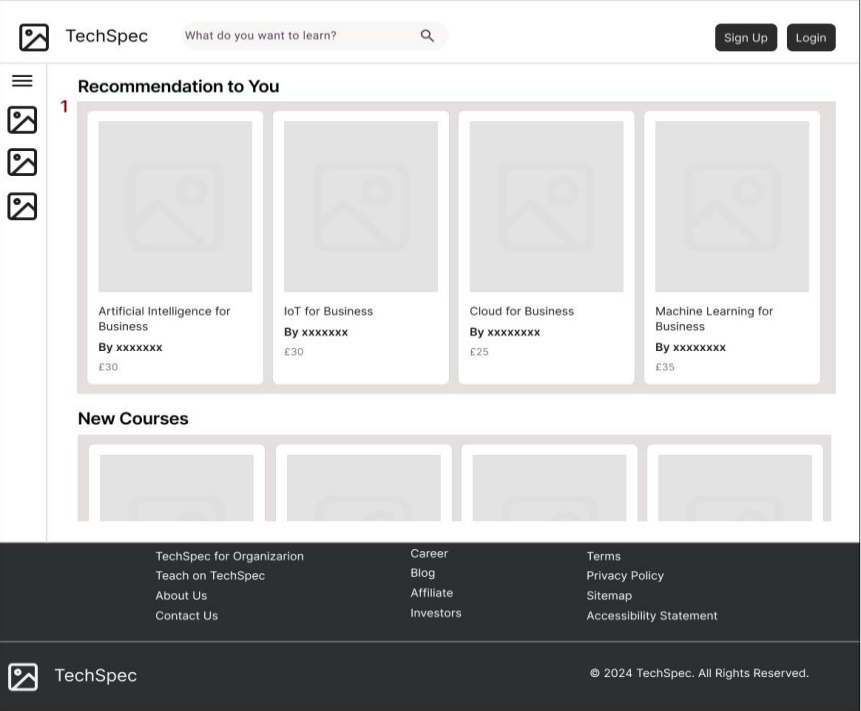 TechSpec
What do you want to learn?
Sign Up
Login
Recommendation to You
1
Artificial Intelligence for
Business
By xxxxxxx
£30
IoT for Business
By xxxxxxx
£30
Cloud for Business
By xxxxxxxx
£25
Machine Learning for
Business
By xxxxxxxx
£35
New Courses
TechSpec for Organizarion
Teach on TechSpec
About Us
Contact Us
Career
Blog
Affiliate
Investors
Terms
Privacy Policy
Sitemap
Accessibility Statement
TechSpec
© 2024 TechSpec. All Rights Reserved.